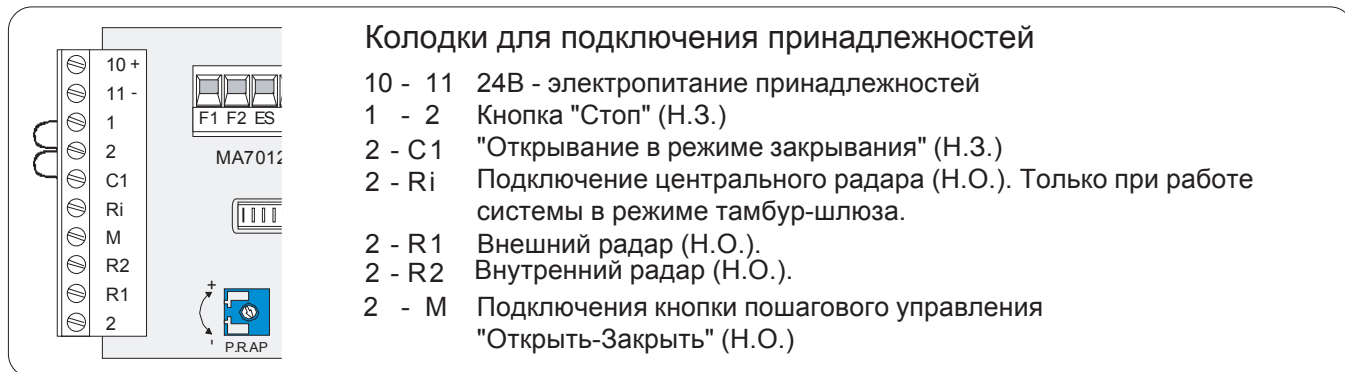 Колодки для подключения принадлежностей
10 +
11 -
1
2
C1
Ri
M
R2
R1
2
F1 F2 ES
MA7012
+
-
P.R.AP
10 - 11 24В - электропитание принадлежностей
1 - 2 Кнопка "Стоп" (Н.З.)
2 - C1 "Открывание в режиме закрывания" (Н.З.)
2 - Ri Подключение центрального радара (Н.О.). Только при работе
системы в режиме тамбур-шлюза.
2 - R1 Внешний радар (Н.О.).
2 - R2 Внутренний радар (Н.О.).
2 - M Подключения кнопки пошагового управления
"Открыть-Закрыть" (Н.О.)